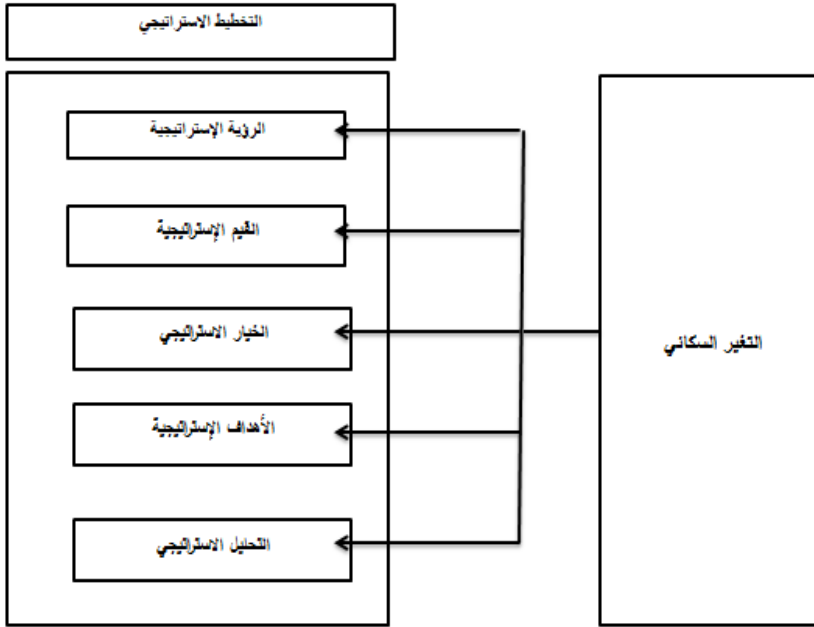 التخطيط الاستراتيجي
الرؤية الإستراتيجية
القيم الإستراتيجية
الخيار الاستراتيجي
التغير السكاني
الأهداف الإستراتيجية
التحليل الاستراتيجي